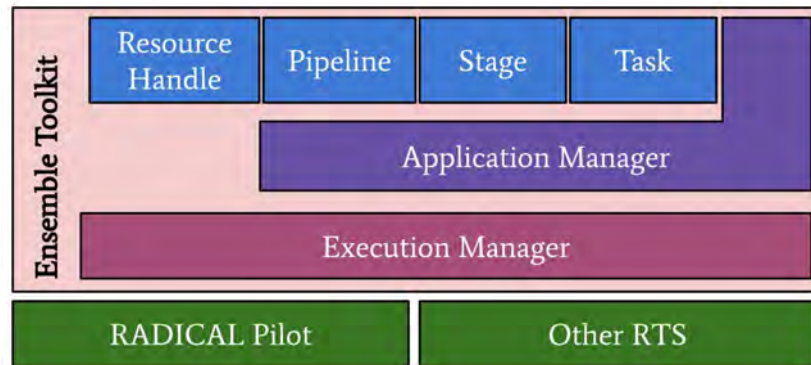 Ensemble Toolkit
Resource
Handle
Pipeline
Stage
Task
Application Manager
Execution Manager
RADICAL Pilot
Other RTS